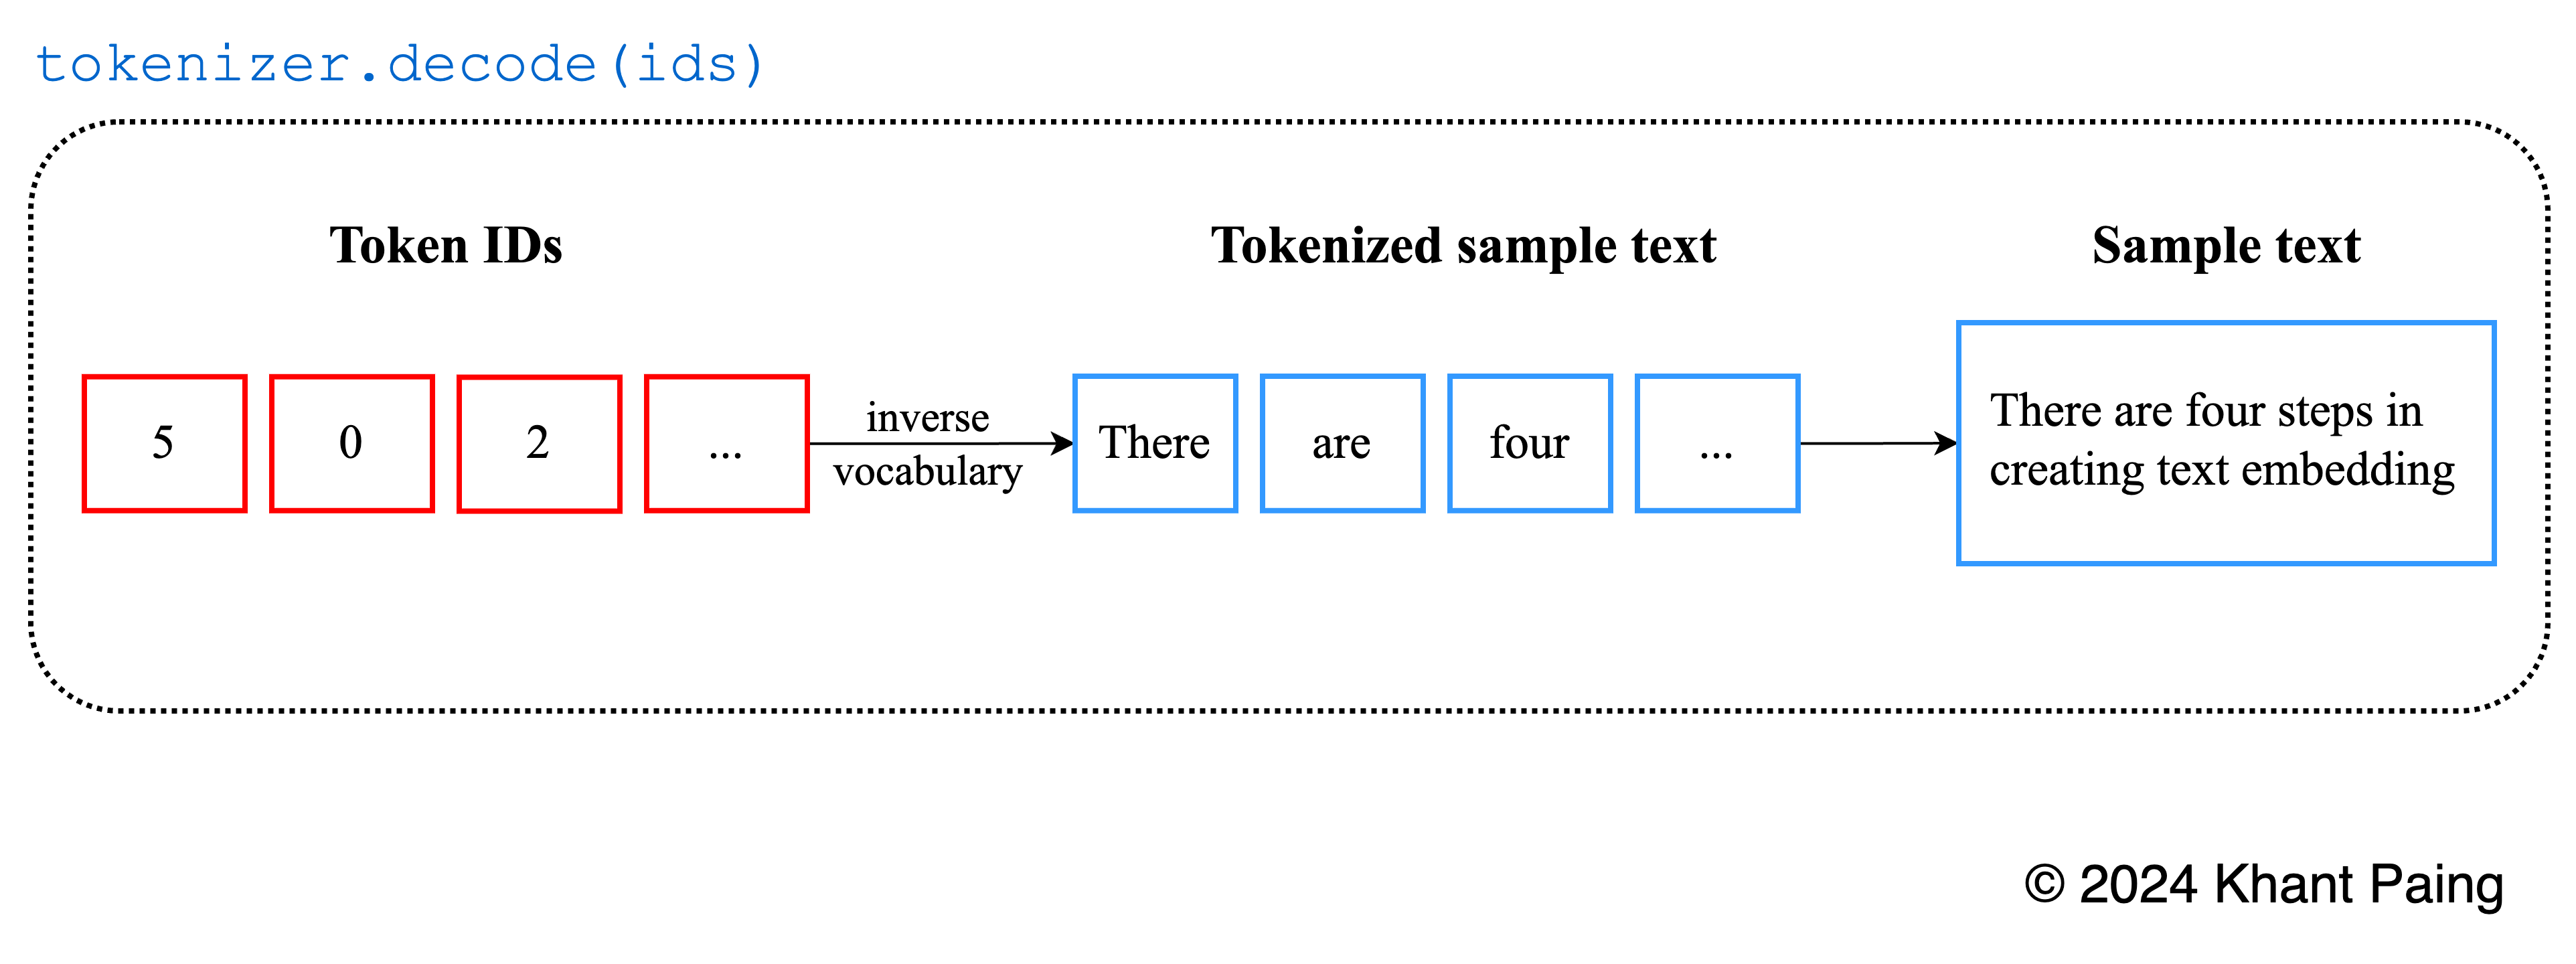 tokenizer.decode(ids)
Token IDs
Tokenized sample text
Sample text
5
0
2
...
inverse
vocabulary
There
are
four
...
There are four steps in
creating text embedding
© 2024 Khant Paing